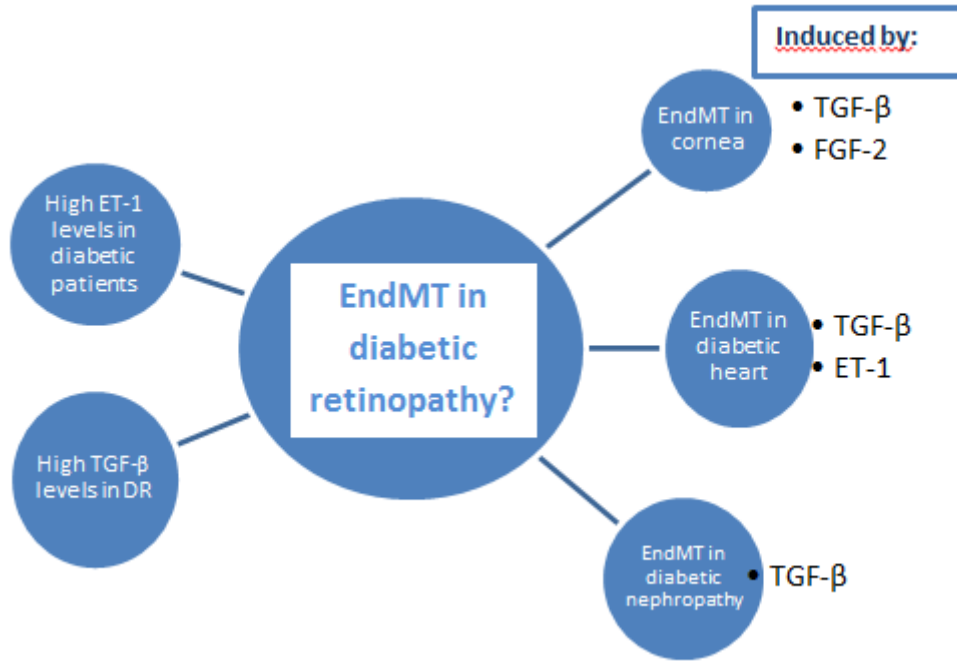 Induced by:
EndMT in
cornea
• TGF-β
• FGF-2
High ET-1
levels in
diabetic
patients
EndMT in
diabetic
retinopathy?
EndMT in
diabetic
heart
• TGF-β
• ET-1
High TGF-β
levels in DR
EndMT in
diabetic
nephropathy
• TGF-β